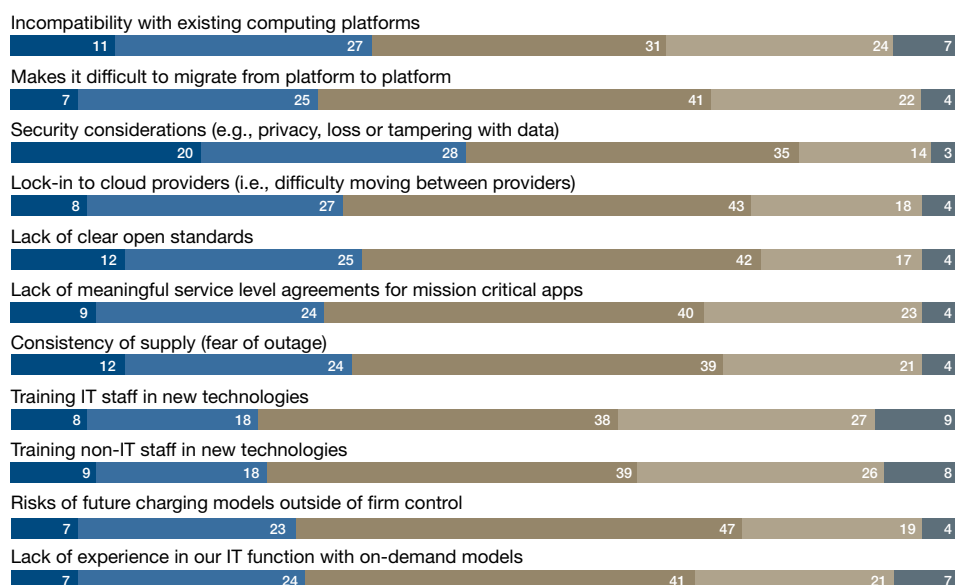 Incompatibility with existing computing platforms
11 27 31 24 7
Makes it difficult to migrate from platform to platform
7 25 41 22 4
Security considerations (e.g., privacy, loss or tampering with data)
20 28 35 14 3
Lock-in to cloud providers (i.e., difficulty moving between providers)
8 27 43 18 4
Lack of clear open standards
12 25 42 17 4
Lack of meaningful service level agreements for mission critical apps
9 24 40 23 4
Consistency of supply (fear of outage)
12 24 39 21 4
Training IT staff in new technologies
8 18 38 27 9
Training non-IT staff in new technologies
9 18 39 26 8
Risks of future charging models outside of firm control
7 23 47 19 4
Lack of experience in our IT function with on-demand models
7 24 41 21 7